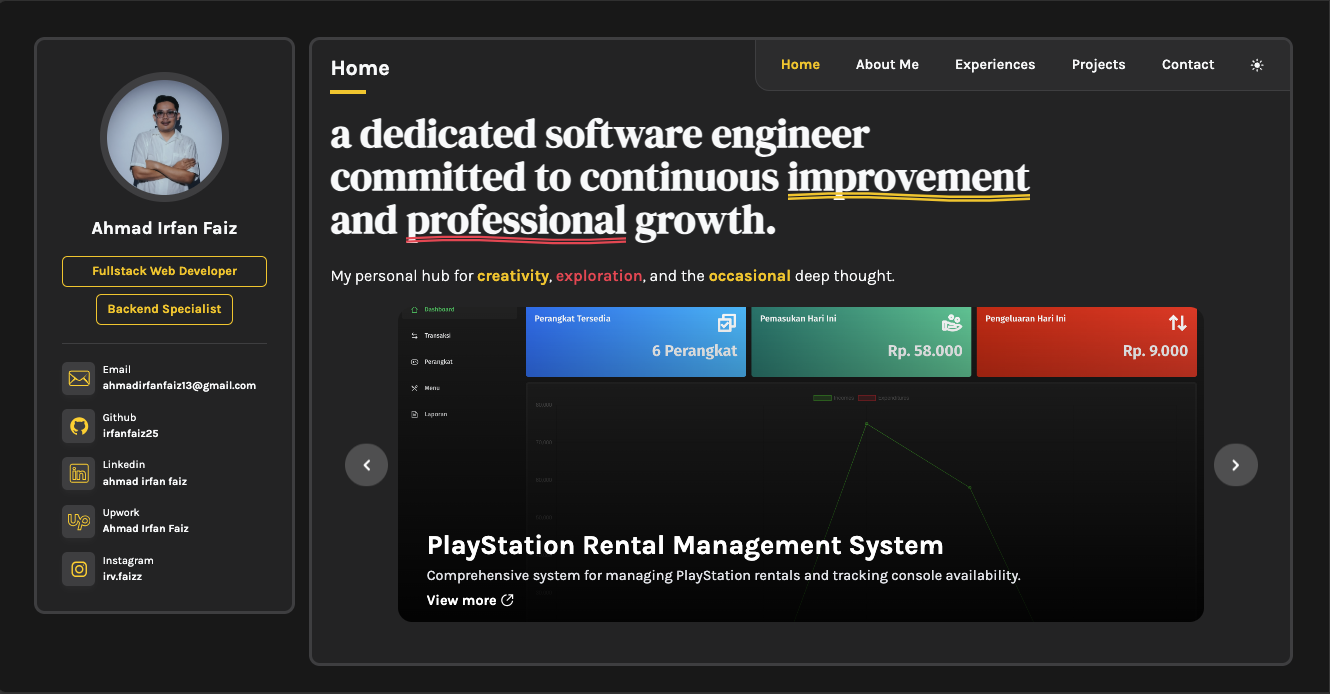 Ahmad Irfan Faiz
Fullstack Web Developer
Backend Specialist
Email
ahmadirfanfaiz13@gmail.com
Github
irfanfaiz25
Linkedin
ahmad irfan faiz
Upwork
Ahmad Irfan Faiz
Instagram
irv.faizz
Home
Home About Me Experiences Projects Contact
a dedicated software engineer
committed to continuous improvement
and professional growth.
My personal hub for creativity, exploration, and the occasional deep thought.
Dashboard
Transaksi
Perangkat
Menu
Laporan
Perangkat Tersedia
6 Perangkat
Pemasukan Hari Ini
Rp. 58.000
Pengeluaran Hari Ini
Rp. 9.000
PlayStation Rental Management System
Comprehensive system for managing PlayStation rentals and tracking console availability.
View more